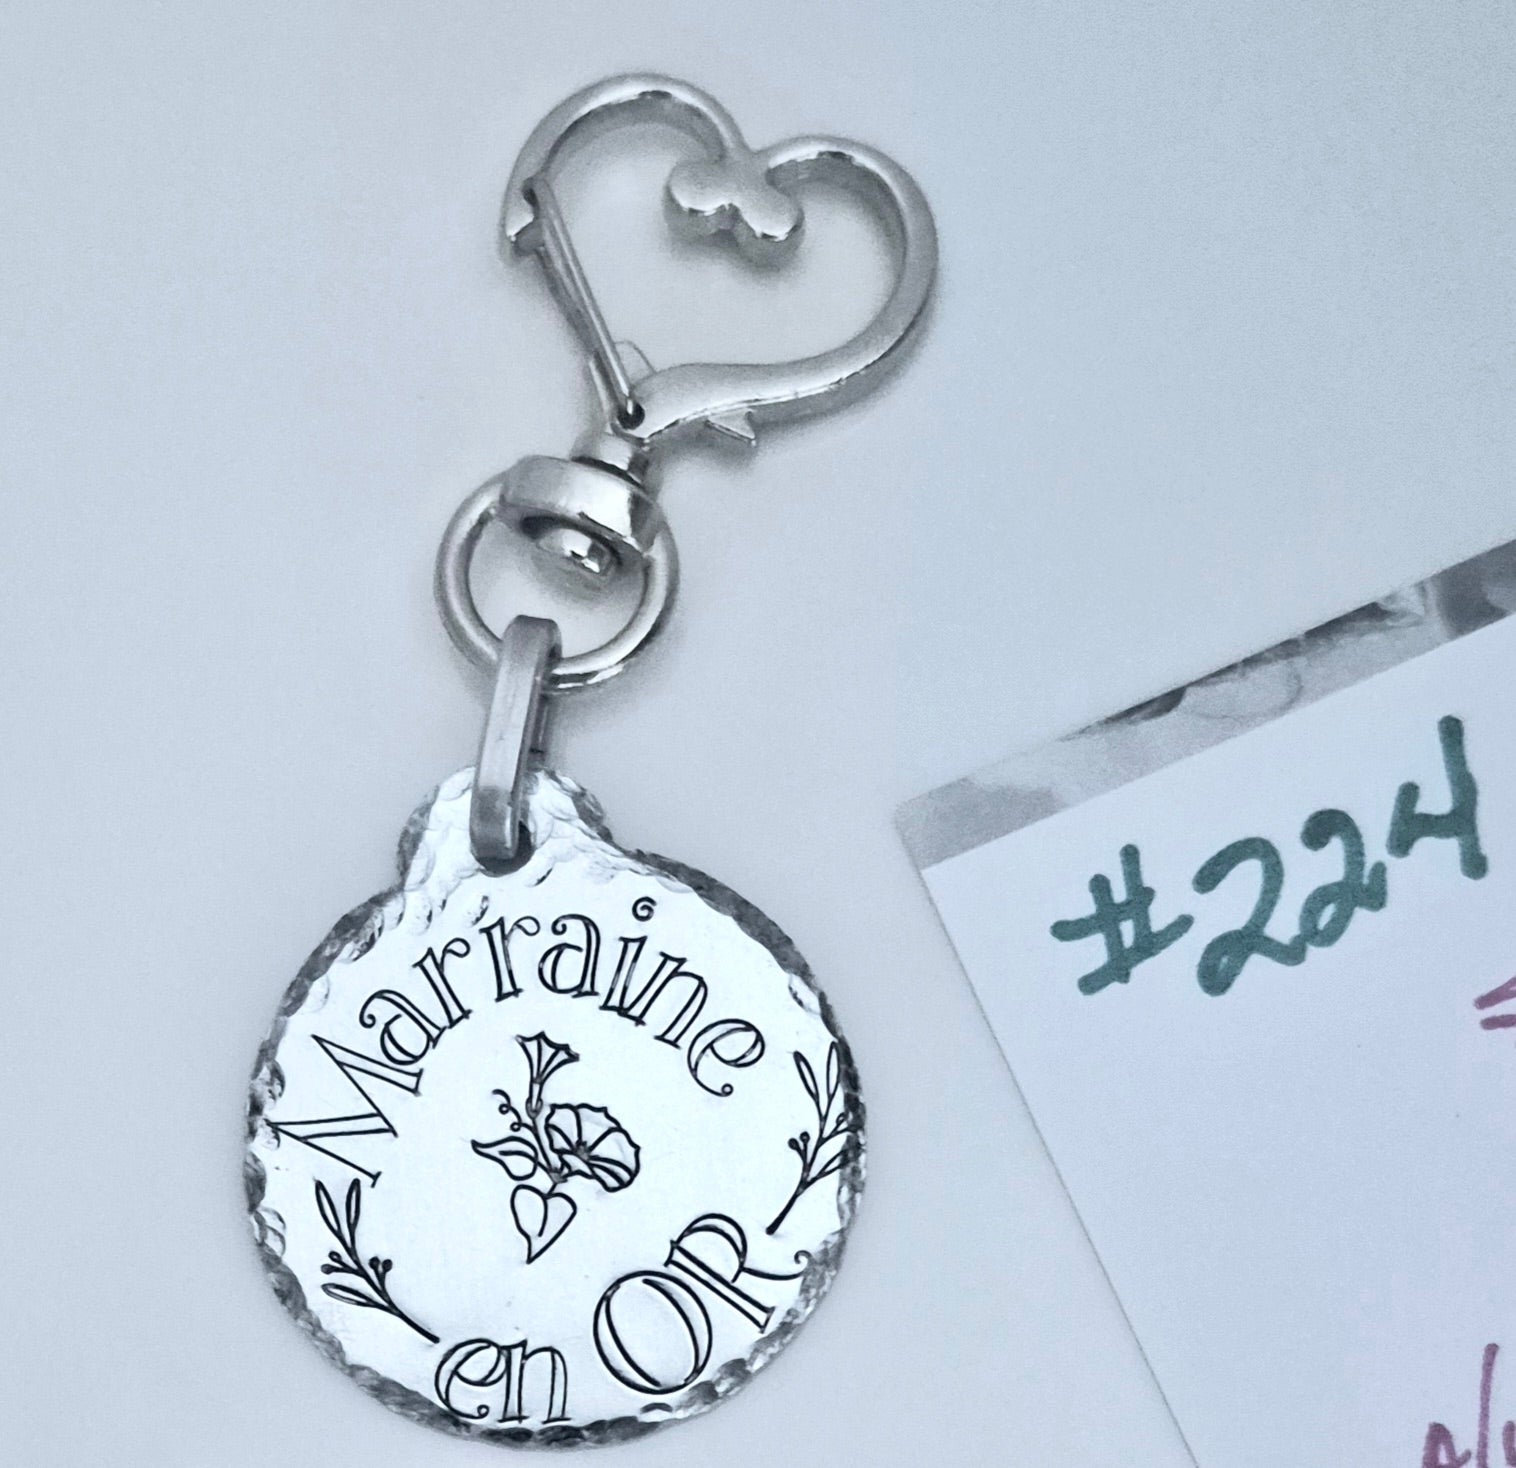 Marraine
en OR
#224